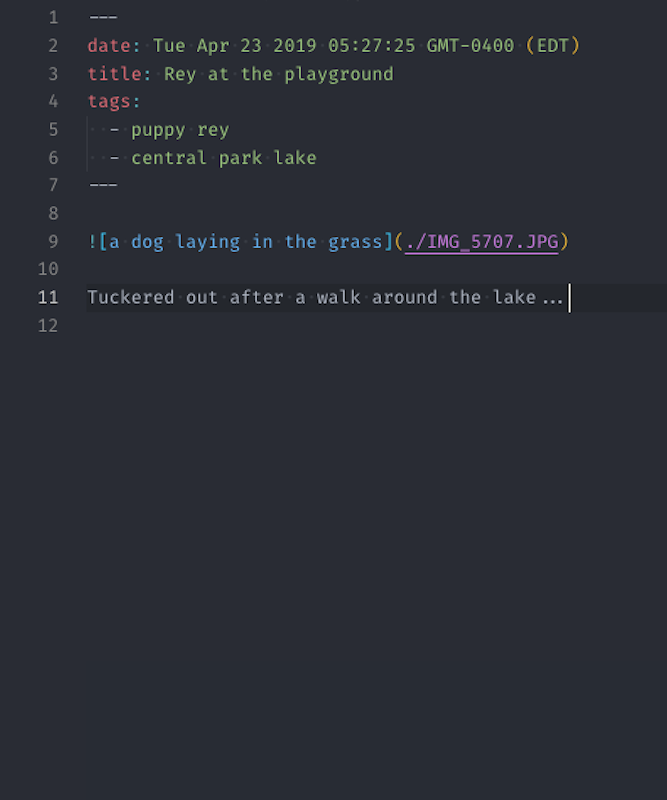 1 ---
2 date: Tue Apr 23 2019 05:27:25 GMT-0400 (EDT)
3 title: Rey at the playground
4 tags:
5   - puppy rey
6   - central park lake
7 ---
8
9 ![a dog laying in the grass](./IMG_5707.JPG)
10
11 Tuckered out after a walk around the lake...
12